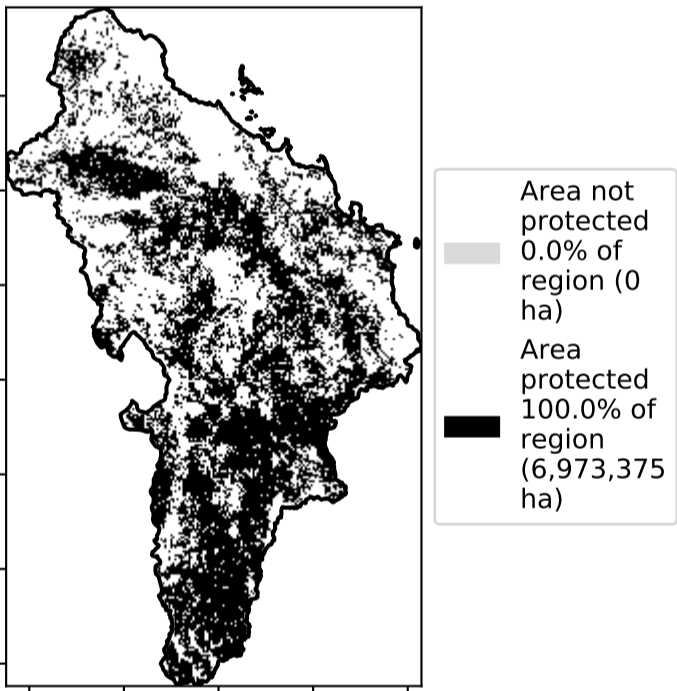 Area not
protected
0.0% of
region (0
ha)
Area
protected
100.0% of
region
(6,973,375
ha)